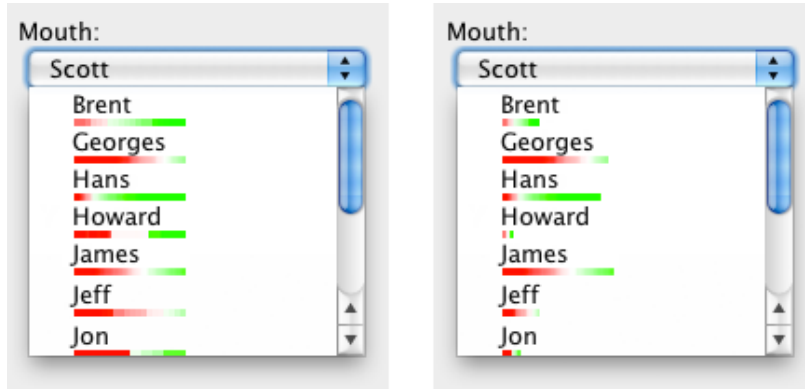 Mouth:
Scott
Brent
Georges
Hans
Howard
James
Jeff
Jon
Mouth:
Scott
Brent
Georges
Hans
Howard
James
Jeff
Jon